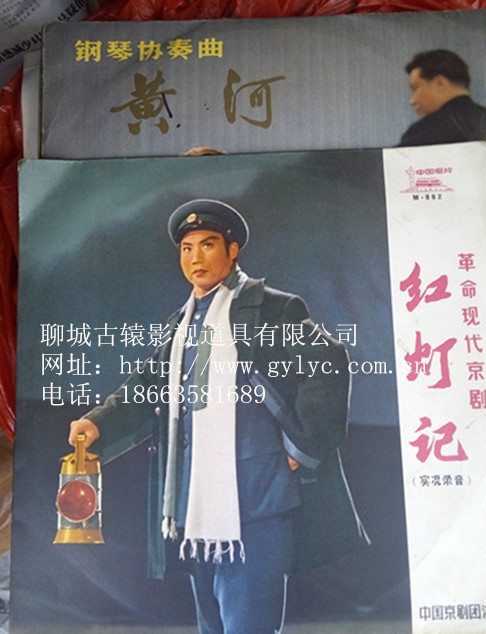 钢琴协奏曲
黄河
中国唱片
M-882
革命现代京剧
红灯记
(实况录音)
聊城古辕影视道具有限公司
网址：http://www.gylyc.com.cn
电话：18663581689
中国京剧团